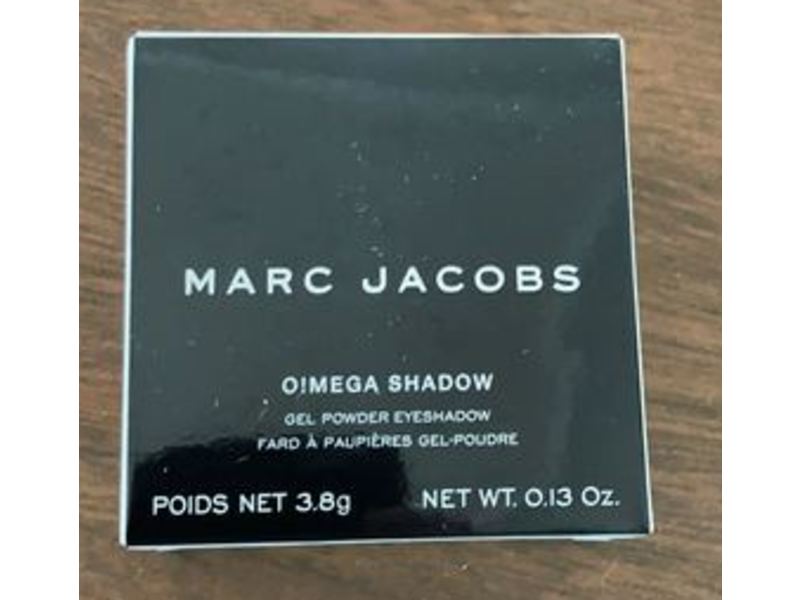 MARC JACOBS
O!MEGA SHADOW
GEL POWDER EYESHADOW
FARD À PAUPIÈRES GEL-POUDRE
POIDS NET 3.8g NET WT. 0.13 Oz.